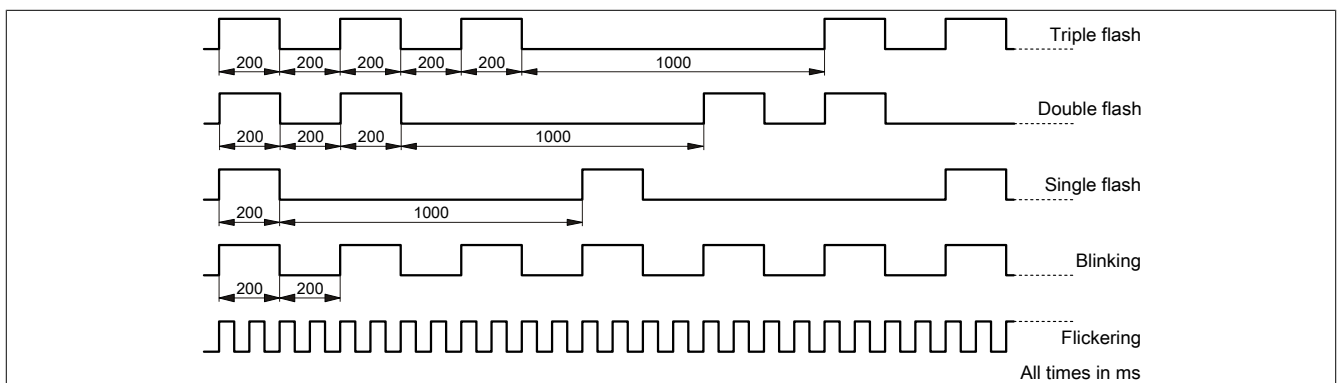 Triple flash
200 200 200 200 200 1000
Double flash
200 200 200 1000
Single flash
200 1000
Blinking
200 200
Flickering
All times in ms